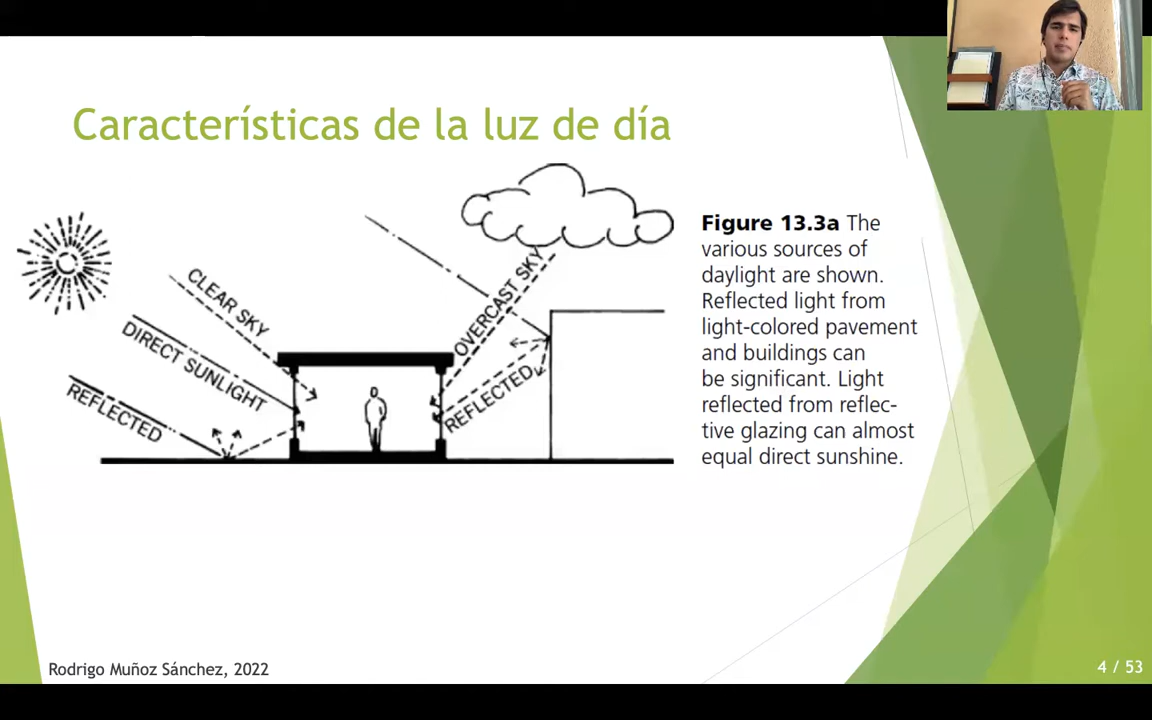 Características de la luz de día
CLEAR SKY
DIRECT SUNLIGHT
REFLECTED
OVERCAST SKY
REFLECTED
Figure 13.3a The
various sources of
daylight are shown.
Reflected light from
light-colored pavement
and buildings can
be significant. Light
reflected from reflec-
tive glazing can almost
equal direct sunshine.
Rodrigo Muñoz Sánchez, 2022
4 / 53